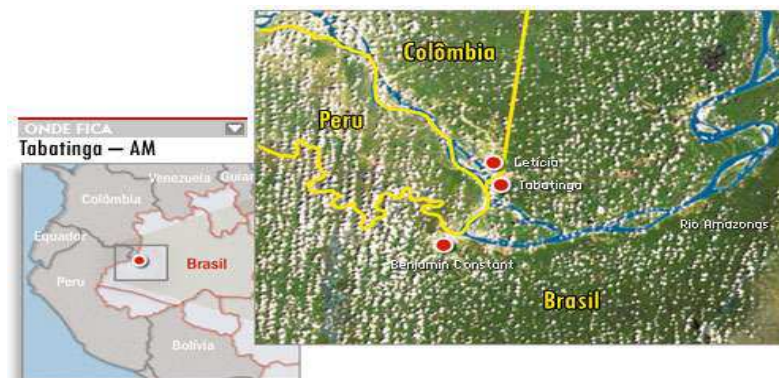 ONDE FICA
Tabatinga — AM
Venezuela
Guian
Colômbia
Equador
Peru
Brasil
Bolívia
Colômbia
Peru
Letícia
Tabatinga
Rio Amazonas
Benjamin Constant
Brasil